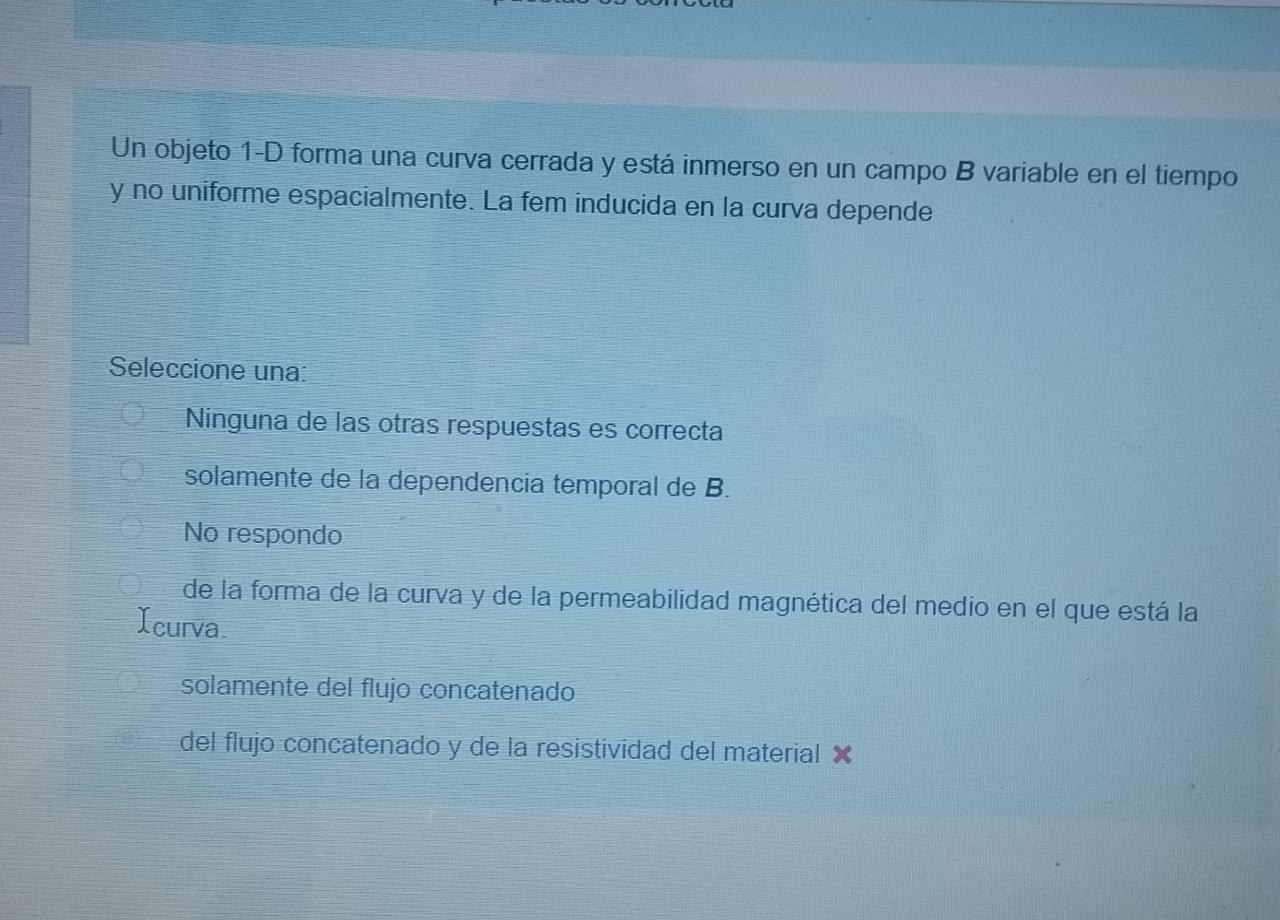 Un objeto 1-D forma una curva cerrada y está inmerso en un campo B variable en el tiempo
y no uniforme espacialmente. La fem inducida en la curva depende
Seleccione una:
Ninguna de las otras respuestas es correcta
solamente de la dependencia temporal de B.
No respondo
de la forma de la curva y de la permeabilidad magnética del medio en el que está la
curva.
solamente del flujo concatenado
del flujo concatenado y de la resistividad del material